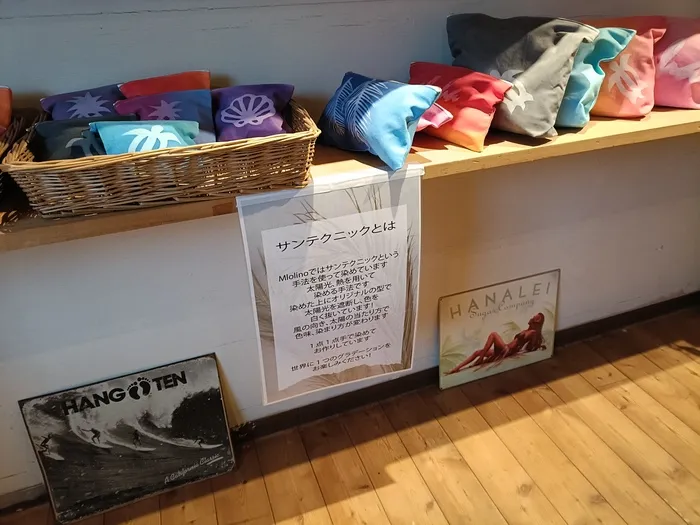 サンテクニックとは
Mlolinoではサンテクニックという
手法を使って染めています
太陽光、熱を用いて
染める手法です
染めた上にオリジナルの型で
太陽光を遮断し、色を
白く抜いています!
風の向き、太陽の当たり方で
色味、染まり方が変わります
1点1点手で染めて
お作りしています
世界に1つのグラデーションを
お楽しみください!
HANALEI
Sugar Company
HANG TEN
A California Classic